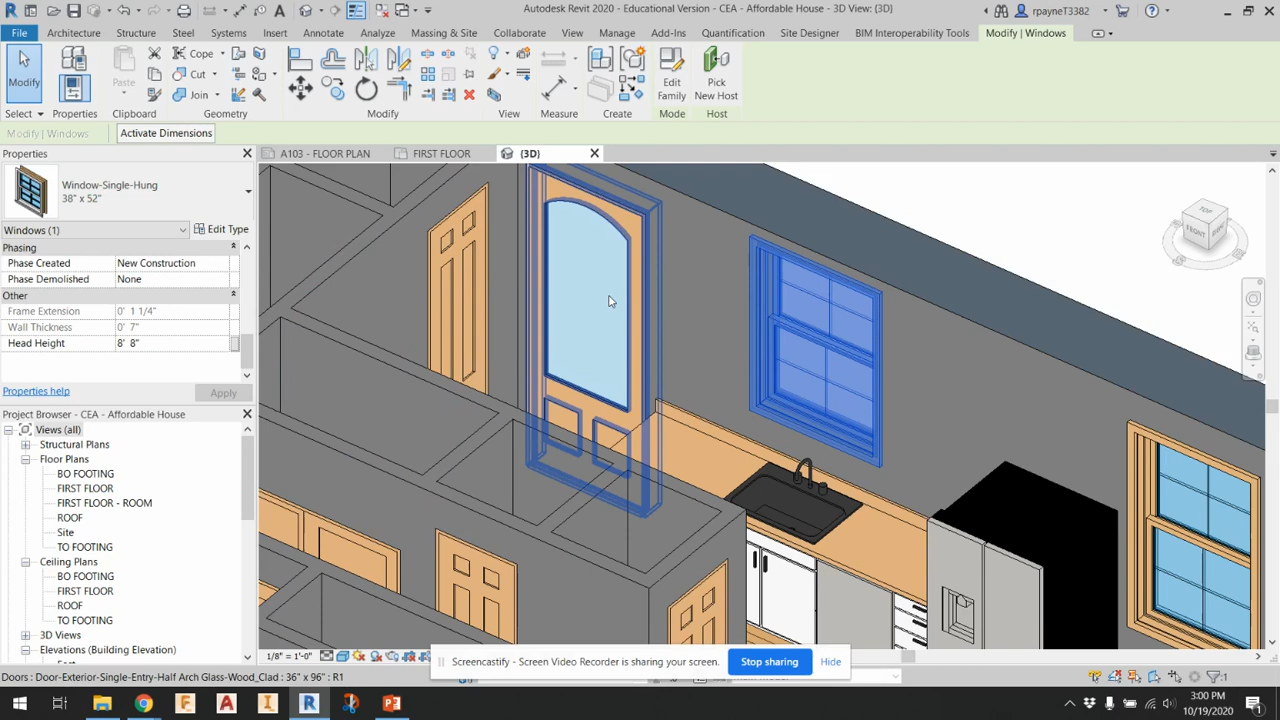 Autodesk Revit 2020 - Educational Version - CEA - Affordable House - 3D View: {3D}
rpayneT3382
File Architecture Structure Steel Systems Insert Annotate Analyze Massing & Site Collaborate View Manage Add-Ins Quantification Site Designer BIM Interoperability Tools Modify | Windows
Modify
Paste
Cope
Cut
Join
Edit
Family
Pick
New Host
Select Properties Clipboard Geometry Modify View Measure Create Mode Host
Modify | Windows Activate Dimensions
Properties
A103 - FLOOR PLAN FIRST FLOOR {3D}
Window-Single-Hung
38" x 52"
Windows (1) Edit Type
Phasing
Phase Created New Construction
Phase Demolished None
Other
Frame Extension 0' 1 1/4"
Wall Thickness 0' 7"
Head Height 8' 8"
Properties help Apply
Project Browser - CEA - Affordable House
Views (all)
Structural Plans
Floor Plans
BO FOOTING
FIRST FLOOR
FIRST FLOOR - ROOM
ROOF
Site
TO FOOTING
Ceiling Plans
BO FOOTING
FIRST FLOOR
ROOF
TO FOOTING
3D Views
Elevations (Building Elevation)
TOP
FRONT
1/8" = 1'-0"
Screencastify - Screen Video Recorder is sharing your screen. Stop sharing Hide
Doors : Door-Exterior-Single-Entry-Half Arch Glass-Wood_Clad : 36" x 96" : R1
:1
3:00 PM
10/19/2020